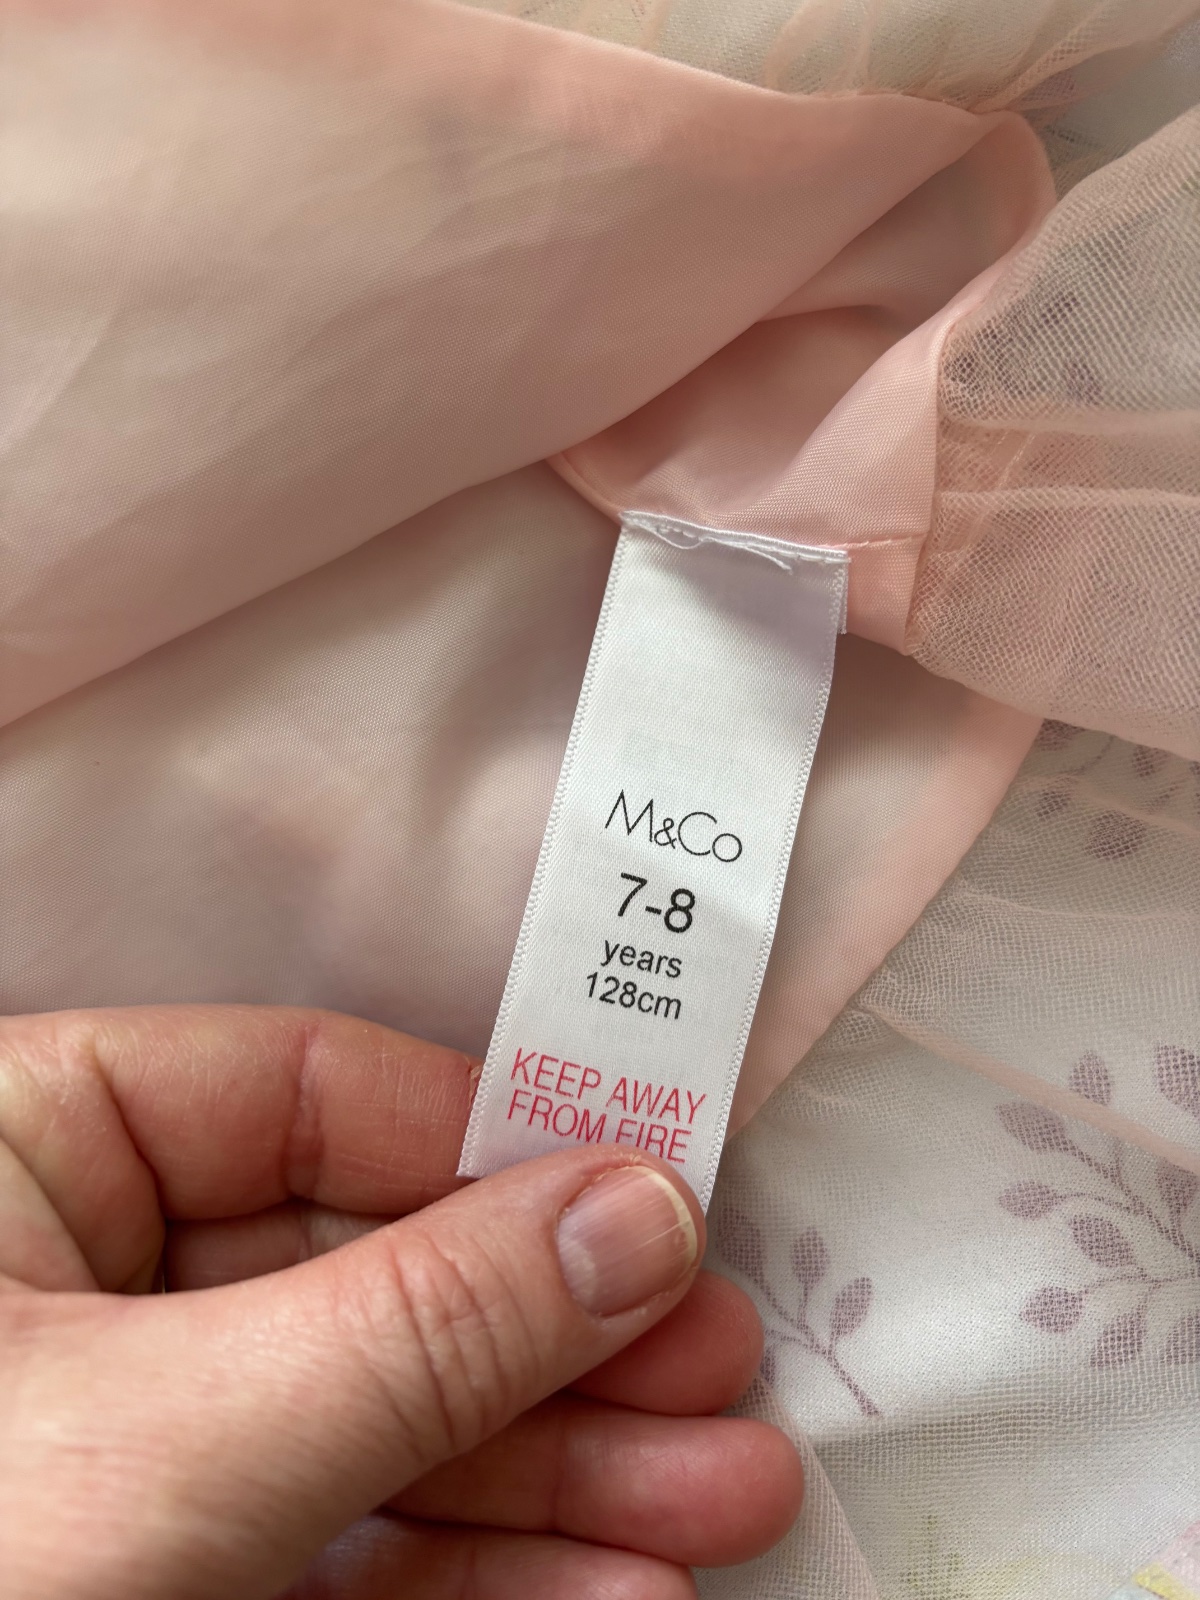 M&Co
7-8
years
128cm
KEEP AWAY
FROM FIRE